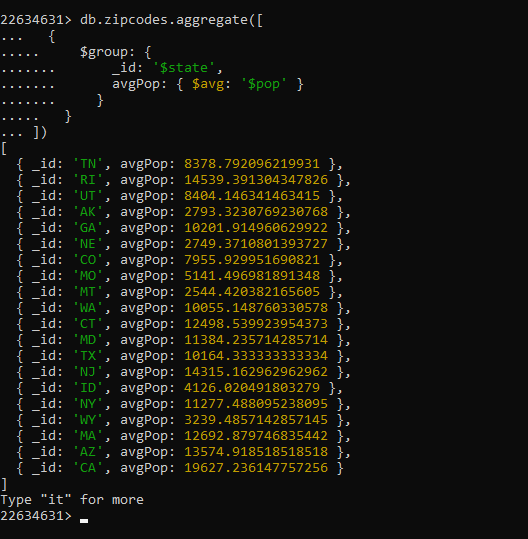 22634631> db.zipcodes.aggregate([
...   {
.....     $group: {
.......       _id: '$state',
.......       avgPop: { $avg: '$pop' }
.......     }
.....   }
... ])
[
  { _id: 'TN', avgPop: 8378.792096219931 },
  { _id: 'RI', avgPop: 14539.391304347826 },
  { _id: 'UT', avgPop: 8404.146341463415 },
  { _id: 'AK', avgPop: 2793.3230769230768 },
  { _id: 'GA', avgPop: 10201.914960629922 },
  { _id: 'NE', avgPop: 2749.3710801393727 },
  { _id: 'CO', avgPop: 7955.929951690821 },
  { _id: 'MO', avgPop: 5141.496981891348 },
  { _id: 'MT', avgPop: 2544.420382165605 },
  { _id: 'WA', avgPop: 10055.148760330578 },
  { _id: 'CT', avgPop: 12498.539923954373 },
  { _id: 'MD', avgPop: 11384.235714285714 },
  { _id: 'TX', avgPop: 10164.333333333334 },
  { _id: 'NJ', avgPop: 14315.162962962962 },
  { _id: 'ID', avgPop: 4126.020491803279 },
  { _id: 'NY', avgPop: 11277.488095238095 },
  { _id: 'WY', avgPop: 3239.4857142857145 },
  { _id: 'MA', avgPop: 12692.879746835442 },
  { _id: 'AZ', avgPop: 13574.918518518518 },
  { _id: 'CA', avgPop: 19627.236147757256 }
]
Type "it" for more
22634631>